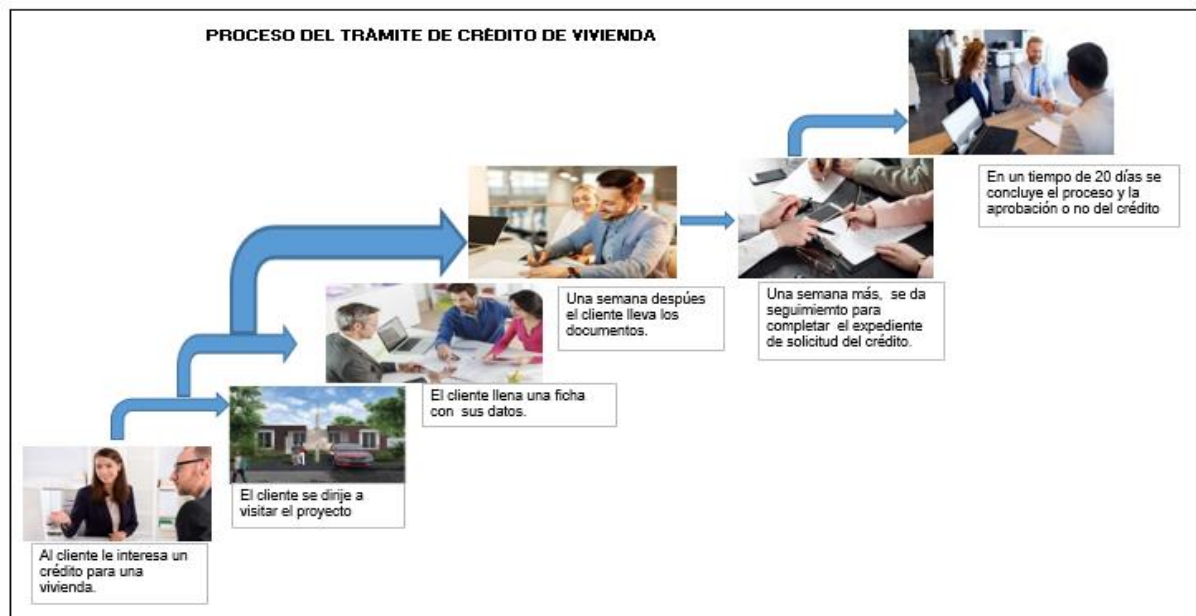 PROCESO DEL TRÁMITE DE CRÉDITO DE VIVIENDA
Al cliente le interesa un
crédito para una
vivienda.
El cliente se dirije a
visitar el proyecto
El cliente llena una ficha
con sus datos.
Una semana despúes
el cliente lleva los
documentos.
Una semana más, se da
seguimiemto para
completar el expediente
de solicitud del crédito.
En un tiempo de 20 días se
concluye el proceso y la
aprobación o no del crédito